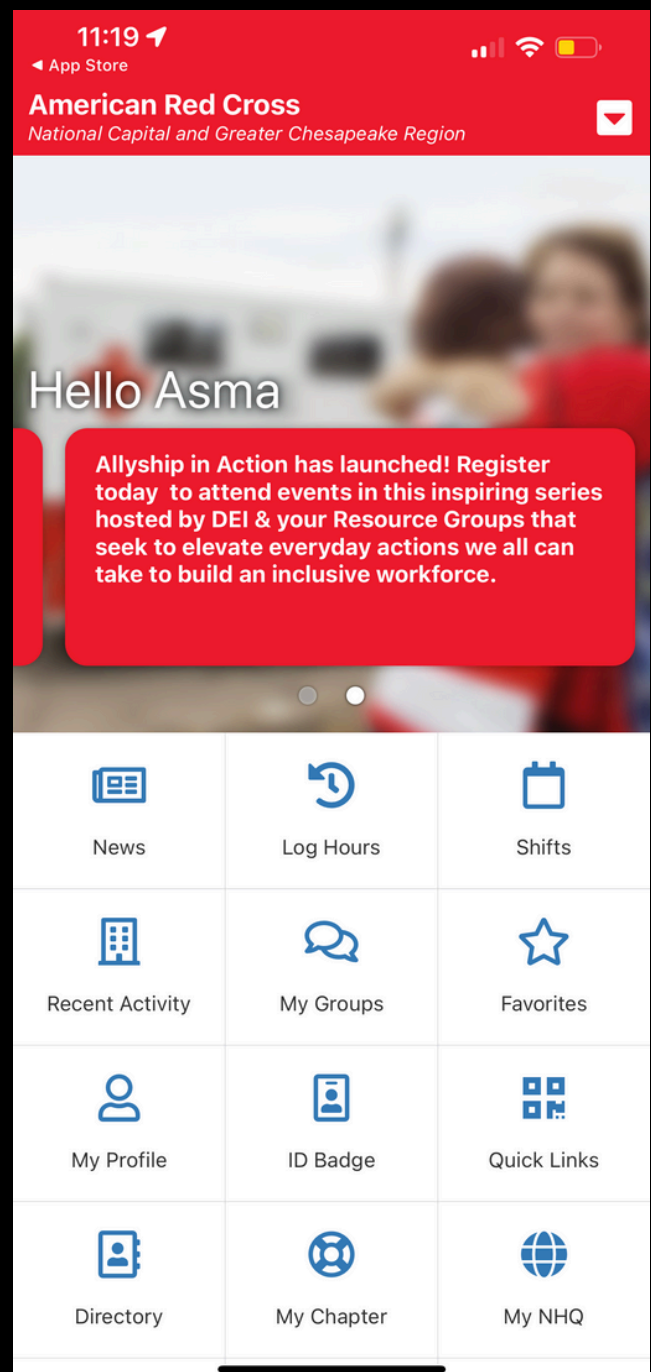 11:19
◀ App Store
American Red Cross
National Capital and Greater Chesapeake Region
Hello Asma
Allyship in Action has launched! Register
today  to attend events in this inspiring series
hosted by DEI & your Resource Groups that
seek to elevate everyday actions we all can
take to build an inclusive workforce.
News
Log Hours
Shifts
Recent Activity
My Groups
Favorites
My Profile
ID Badge
Quick Links
Directory
My Chapter
My NHQ